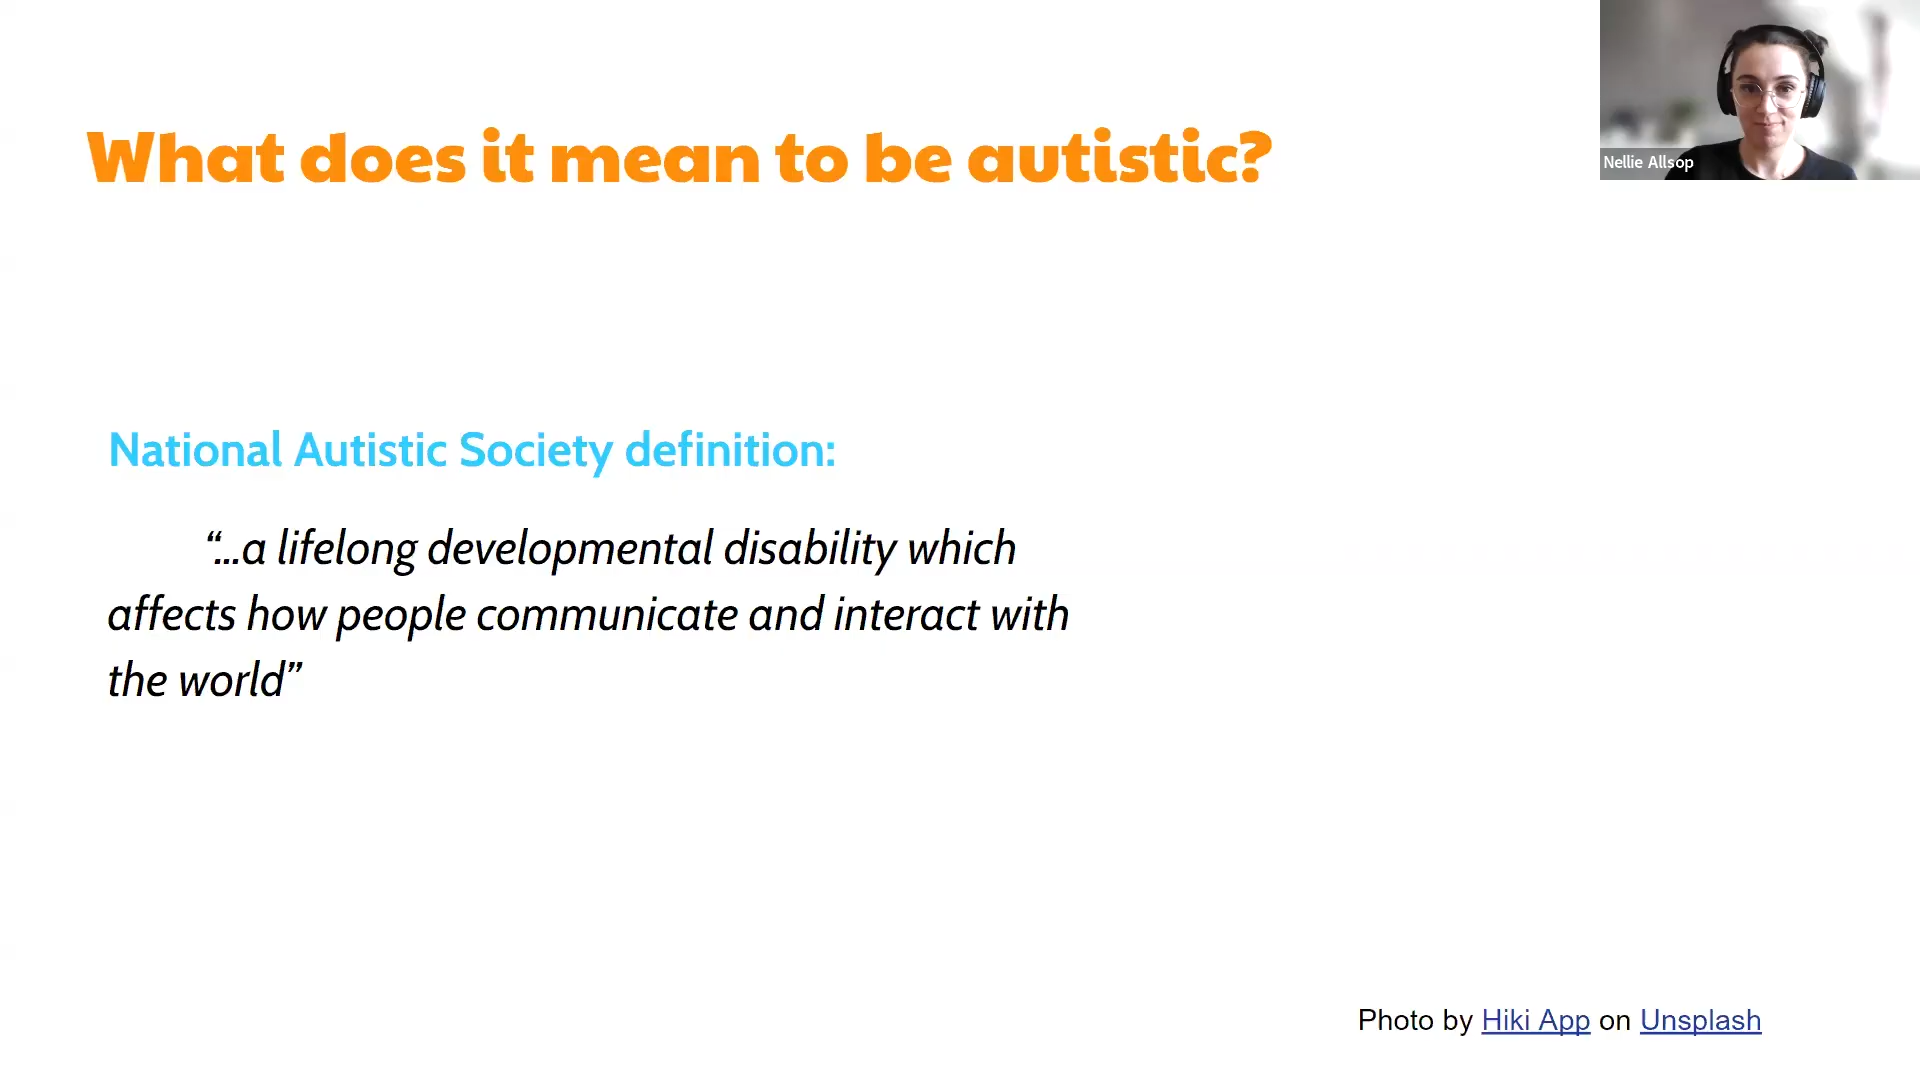 What does it mean to be autistic?
Nellie Allsop
National Autistic Society definition:
“...a lifelong developmental disability which
affects how people communicate and interact with
the world”
Photo by Hiki App on Unsplash